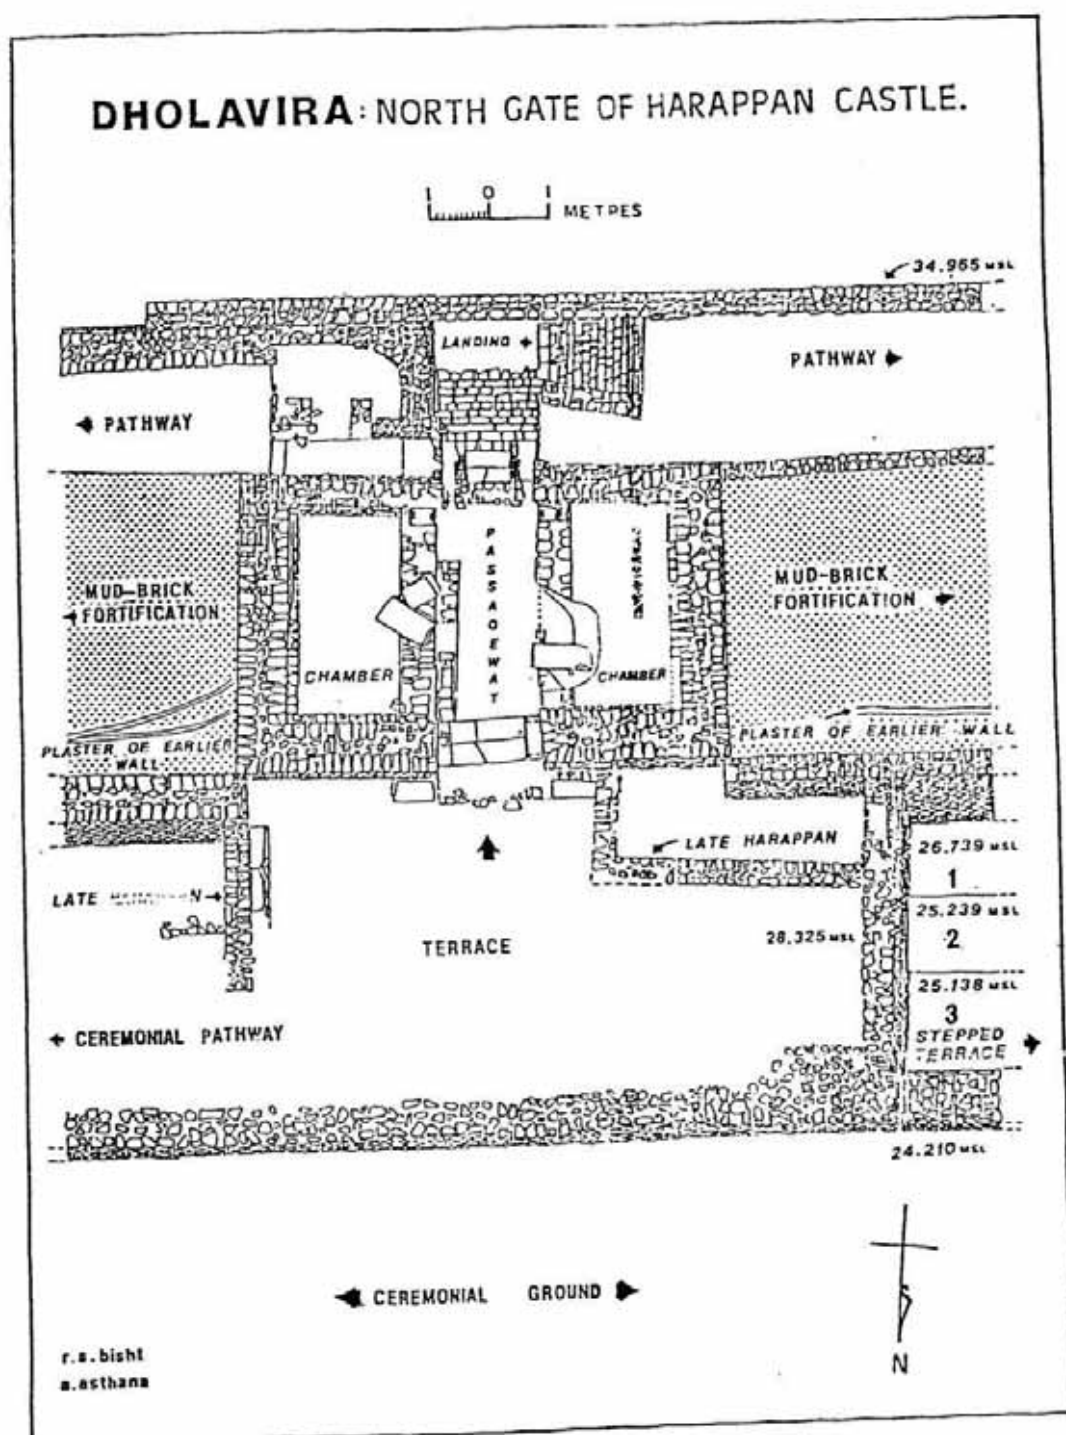 DHOLAVIRA: NORTH GATE OF HARAPPAN CASTLE.
1 0 1
METPES
34.965 MSL
LANDING
PATHWAY
PATHWAY
PASSAGEWAY
MUD-BRICK
FORTIFICATION
MUD-BRICK
FORTIFICATION
CHAMBER
CHAMBER
PLASTER OF EARLIER
WALL
PLASTER OF EARLIER WALL
LATE HARAPPAN
26.739 MSL
1
LATE
25.239 MSL
2
28.325 MSL
TERRACE
25.138 MSL
3
STEPPED
TERRACE
CEREMONIAL PATHWAY
24.210 MSL
CEREMONIAL GROUND
N
r.s.bisht
a.asthana